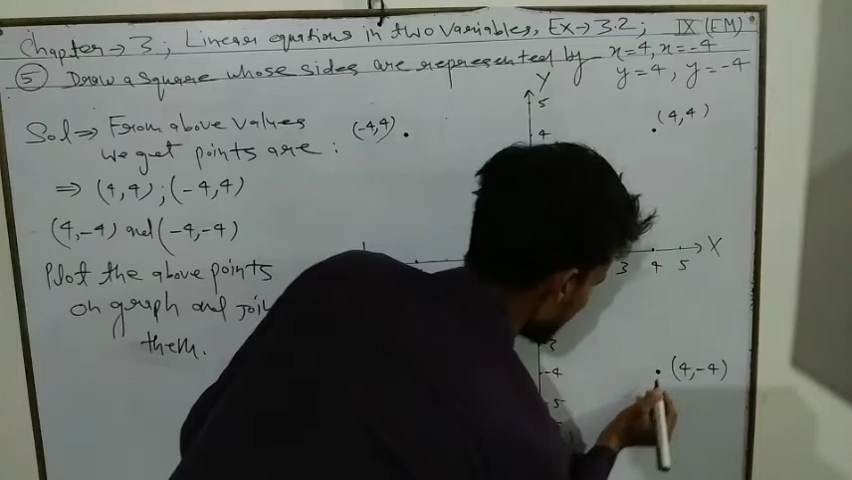 Chapter → 3; Linear equations in two Variables, Ex → 3.2; IX (EM)
⑤ Draw a square whose sides are represented by x=4, x=-4
y=4, y=-4
Sol ⇒ From above values
we get points are :
⇒ (4,4) ; (-4,4)
(4,-4) and (-4,-4)
Plot the above points
on graph and join
them.
Y
5
(-4,4)
4
(4,4)
3 4 5 X
3
-4
(4,-4)
5